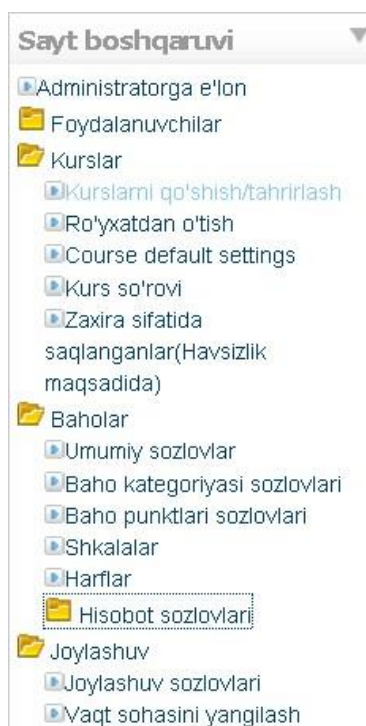 Sayt boshqaruvi
Administratorga e'lon
Foydalanuvchilar
Kurslar
Kurslarni qo'shish/tahrirlash
Ro'yxatdan o'tish
Course default settings
Kurs so'rovi
Zaxira sifatida
saqlanganlar(Havsizlik
maqsadida)
Baholar
Umumiy sozlovlar
Baho kategoriyasi sozlovlari
Baho punktlari sozlovlari
Shkalalar
Harflar
Hisobot sozlovlari
Joylashuv
Joylashuv sozlovlari
Vaqt sohasini yangilash